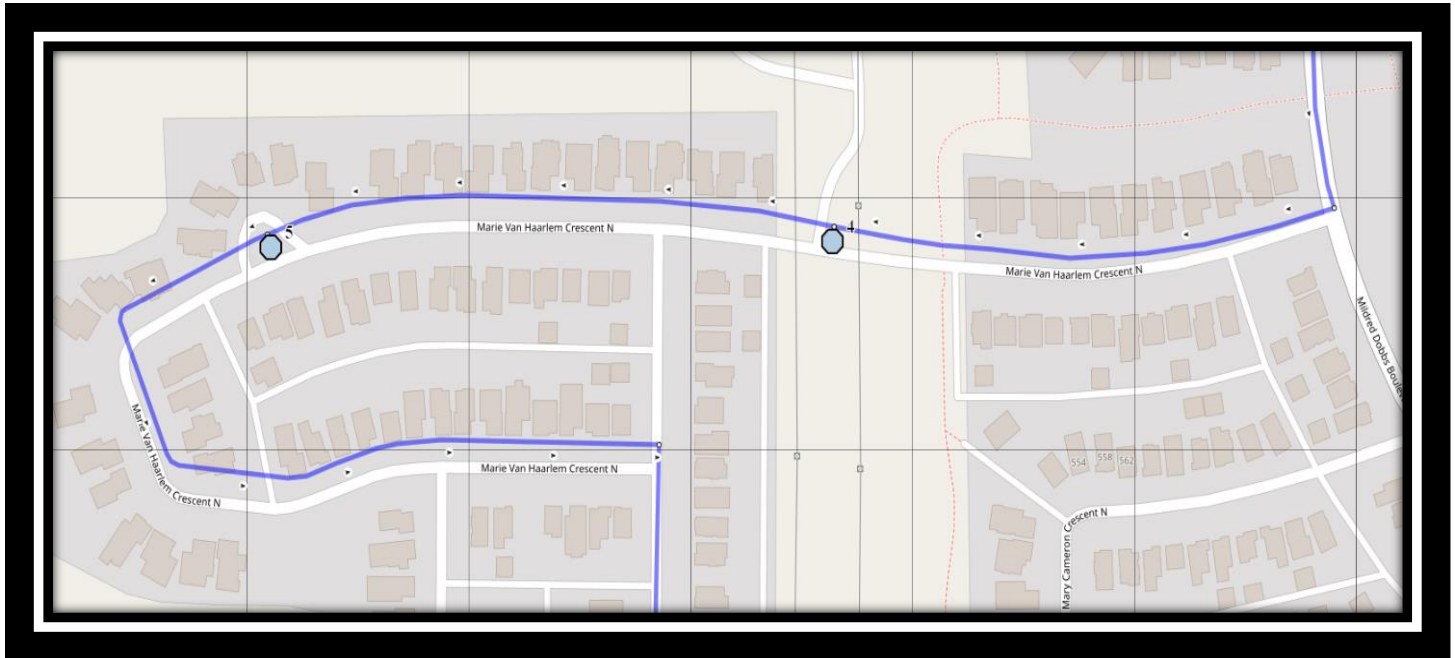 5
4
Marie Van Haarlem Crescent N
Marie Van Haarlem Crescent N
Mildred Dobbs Boule
Marie Van Haarlem Crescent N
Marie Van Haarlem Crescent N
554
558
562
Mary Cameron Crescent N